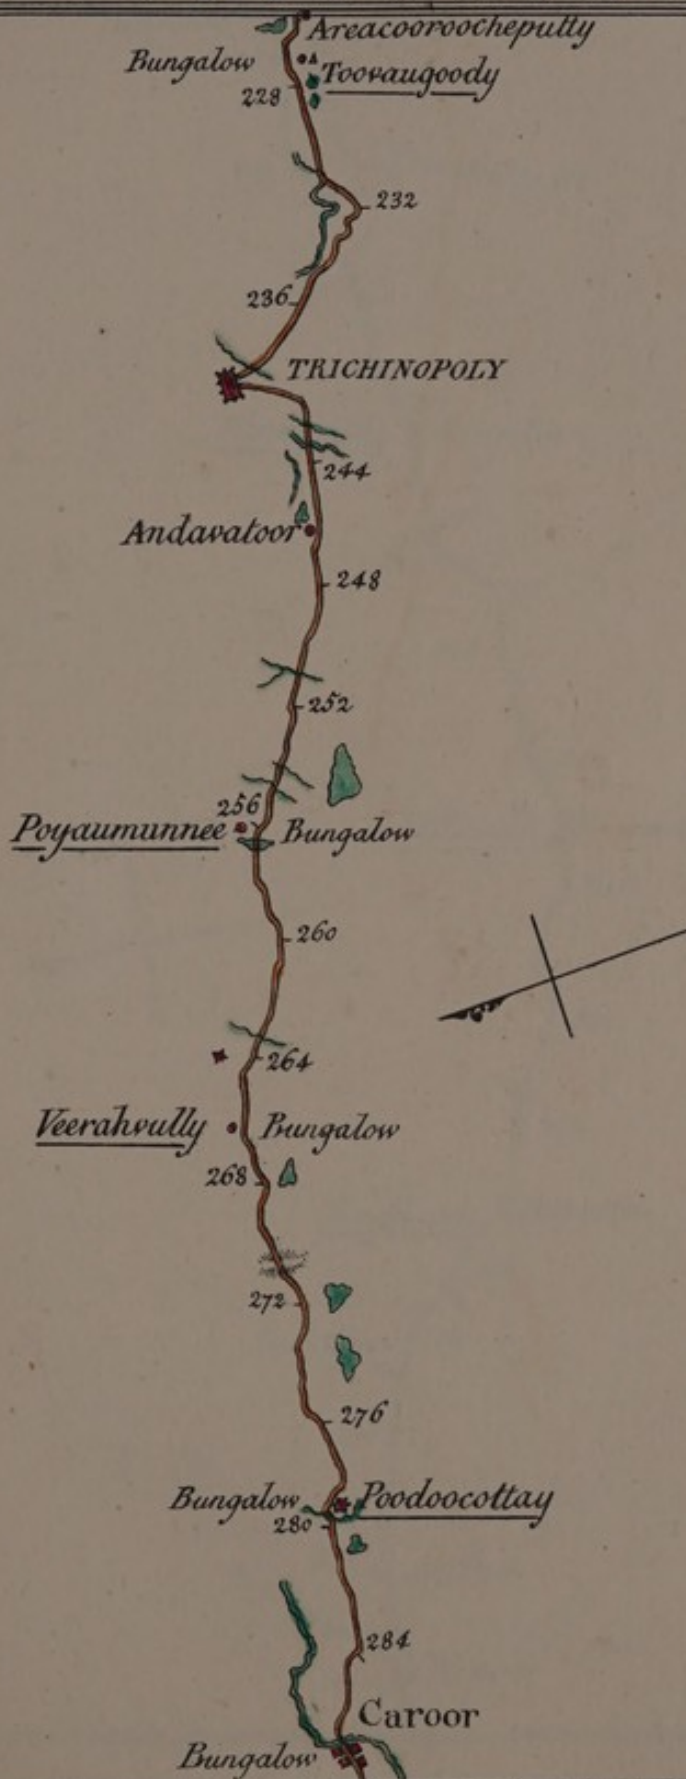 Areacooroocheputty
Bungalow
Toovaugoody
228
232
236
TRICHINOPOLY
244
Andavatoor
248
252
256
Poyaumunnee
Bungalow
260
264
Veerahvully
Bungalow
268
272
276
Bungalow
Poodoocottay
280
284
Caroor
Bungalow